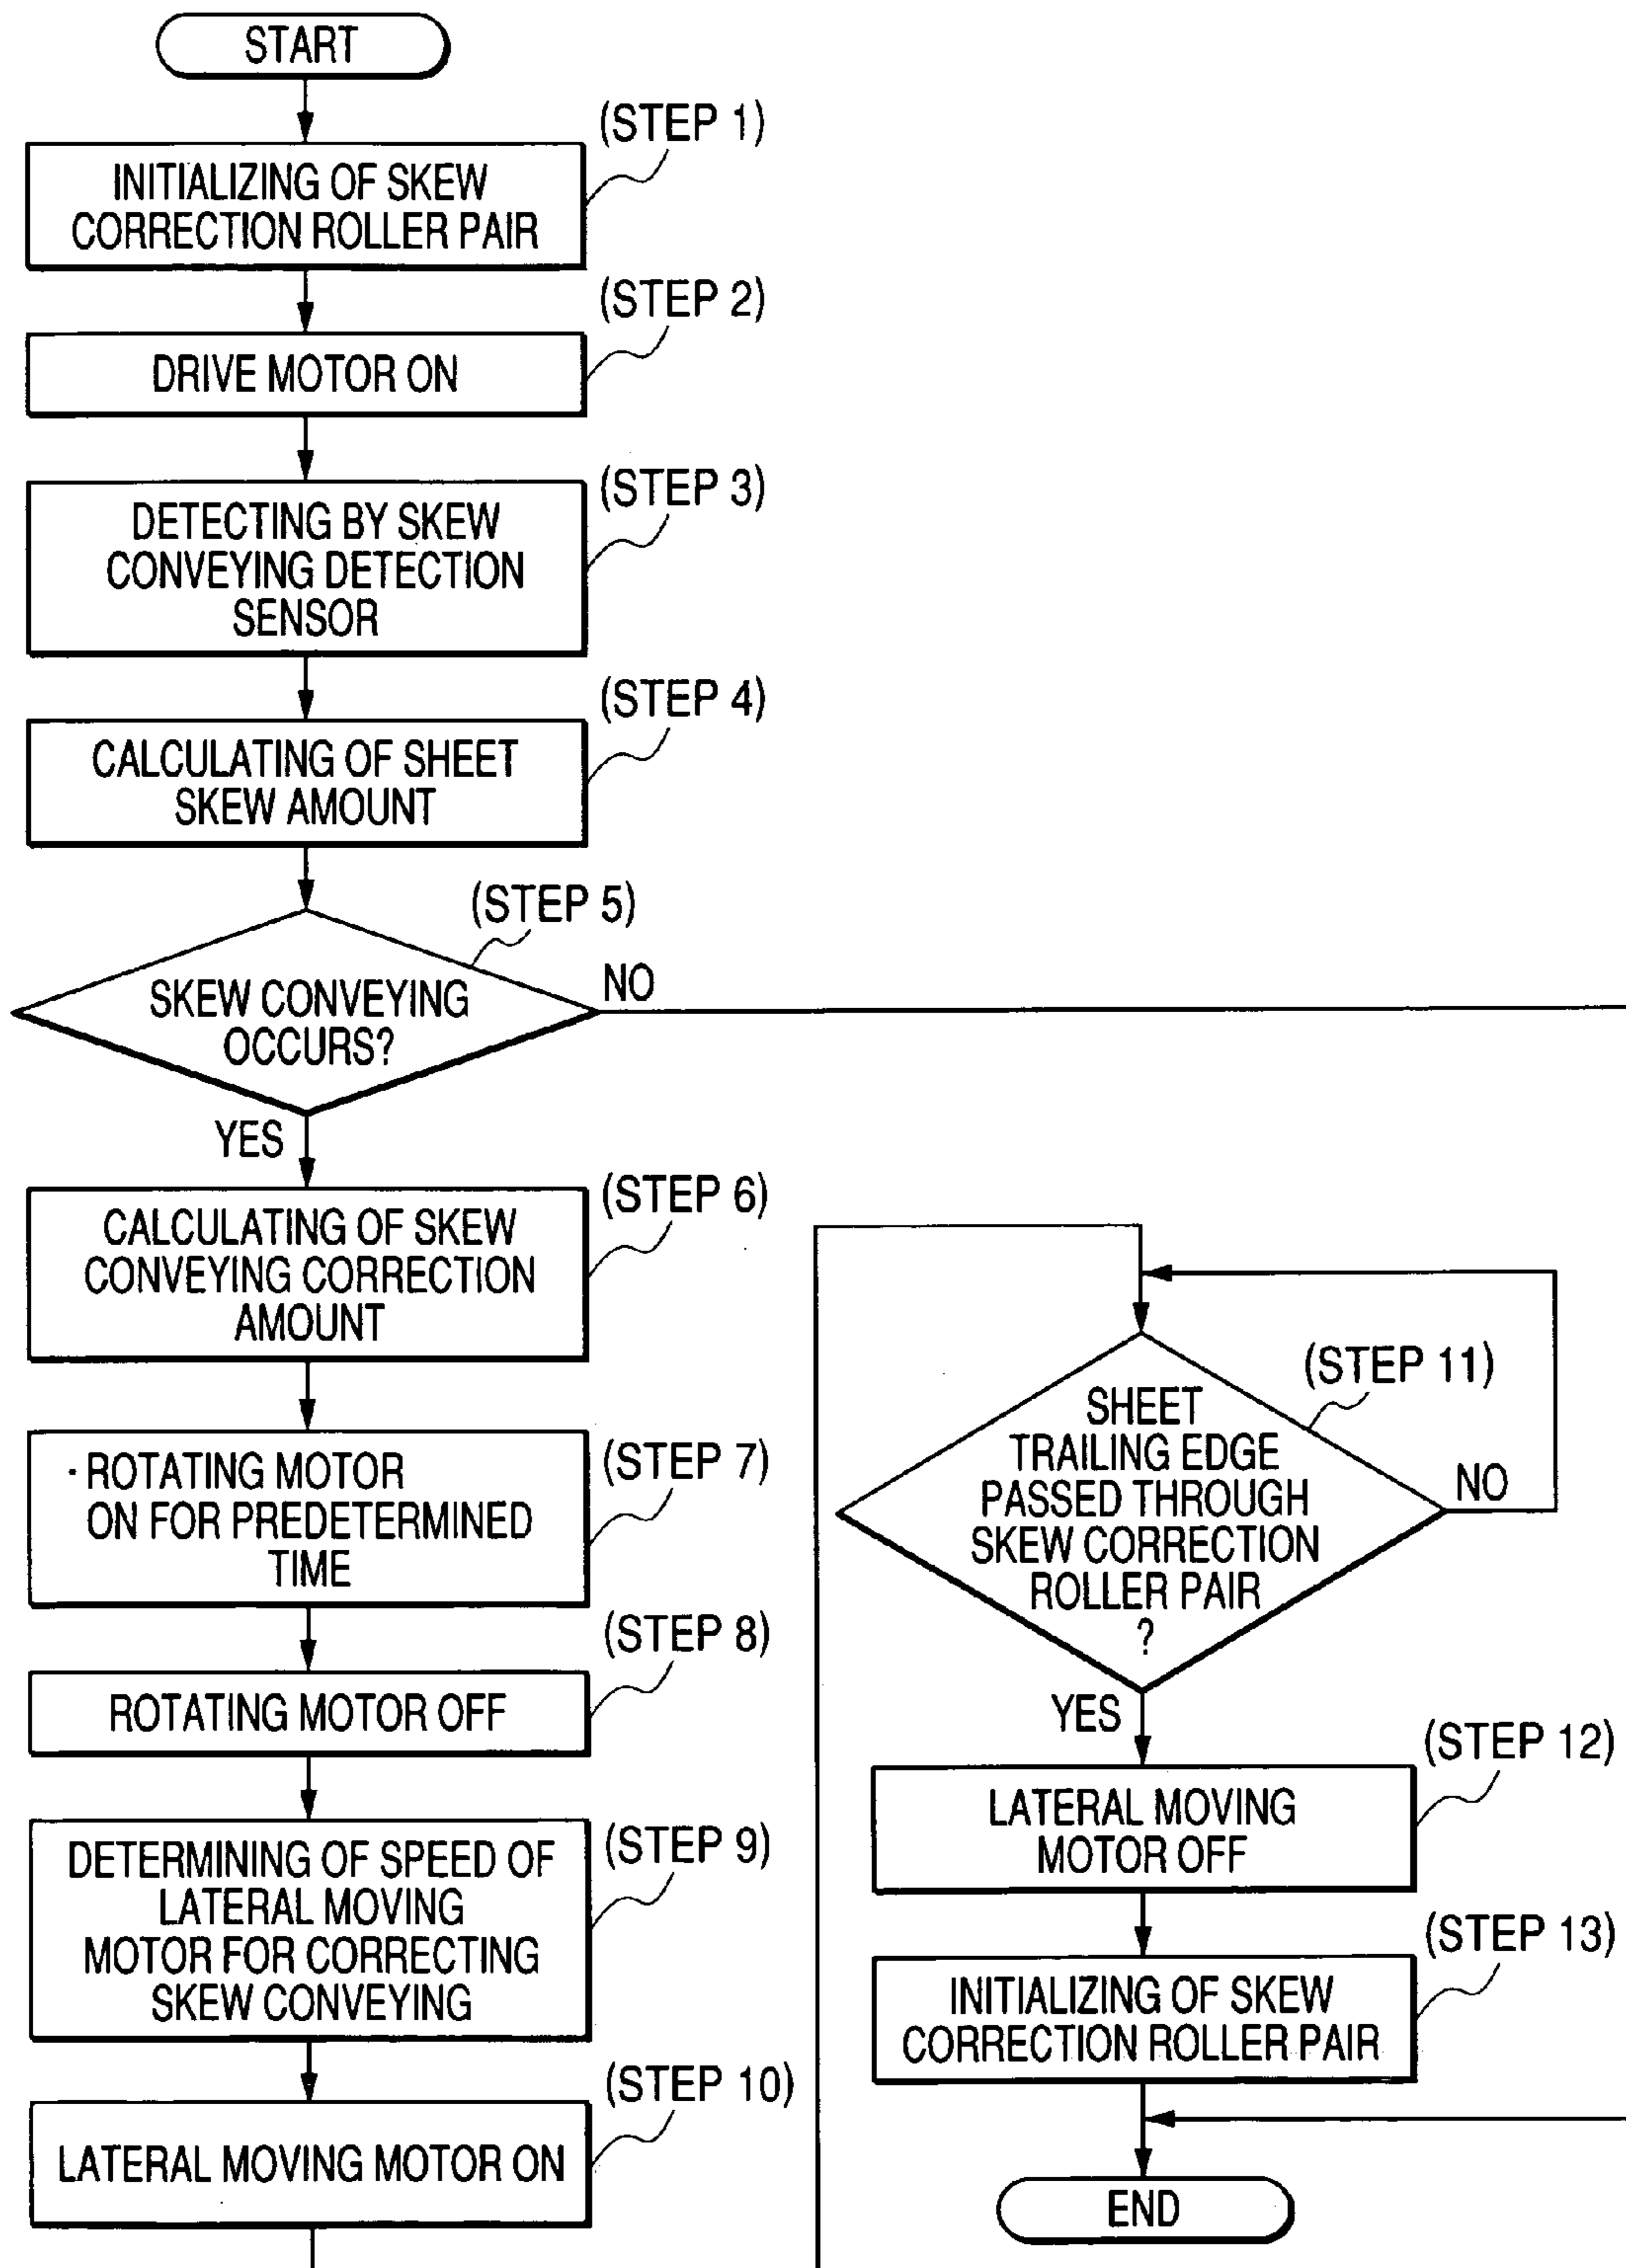 START
(STEP 1)
INITIALIZING OF SKEW
CORRECTION ROLLER PAIR
(STEP 2)
DRIVE MOTOR ON
(STEP 3)
DETECTING BY SKEW
CONVEYING DETECTION
SENSOR
(STEP 4)
CALCULATING OF SHEET
SKEW AMOUNT
(STEP 5)
SKEW CONVEYING
OCCURS?
NO
YES
(STEP 6)
CALCULATING OF SKEW
CONVEYING CORRECTION
AMOUNT
(STEP 7)
· ROTATING MOTOR
ON FOR PREDETERMINED
TIME
(STEP 8)
ROTATING MOTOR OFF
(STEP 9)
DETERMINING OF SPEED OF
LATERAL MOVING
MOTOR FOR CORRECTING
SKEW CONVEYING
(STEP 10)
LATERAL MOVING MOTOR ON
(STEP 11)
SHEET
TRAILING EDGE
PASSED THROUGH
SKEW CORRECTION
ROLLER PAIR
?
NO
YES
(STEP 12)
LATERAL MOVING
MOTOR OFF
(STEP 13)
INITIALIZING OF SKEW
CORRECTION ROLLER PAIR
END